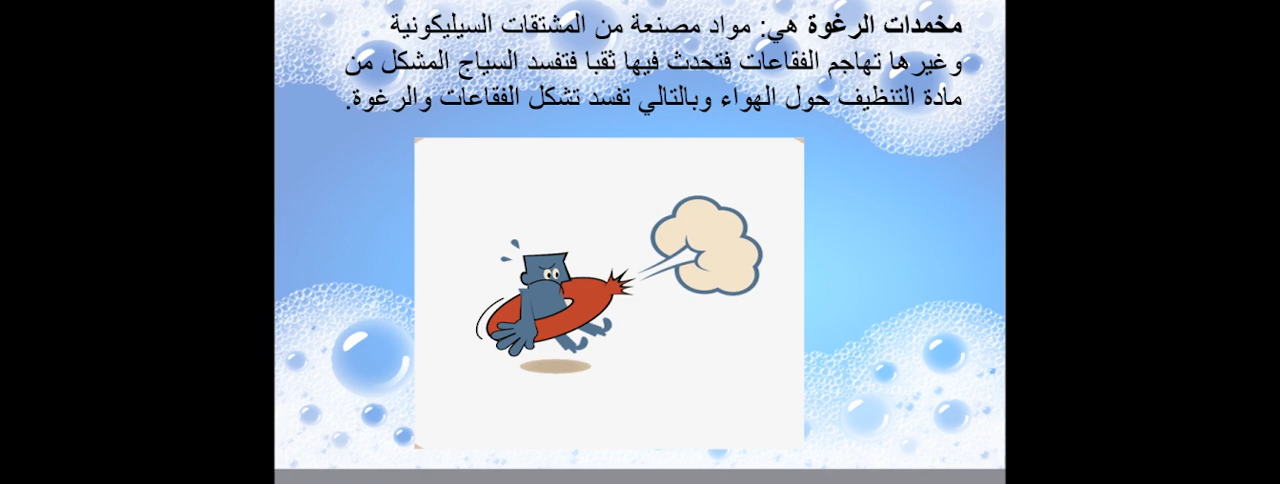 مخمدات الرغوة هي: مواد مصنعة من المشتقات السيليكونية
وغيرها تهاجم الفقاعات فتحدث فيها ثقبا فتفسد السياج المشكل من
مادة التنظيف حول الهواء وبالتالي تفسد تشكل الفقاعات والرغوة.